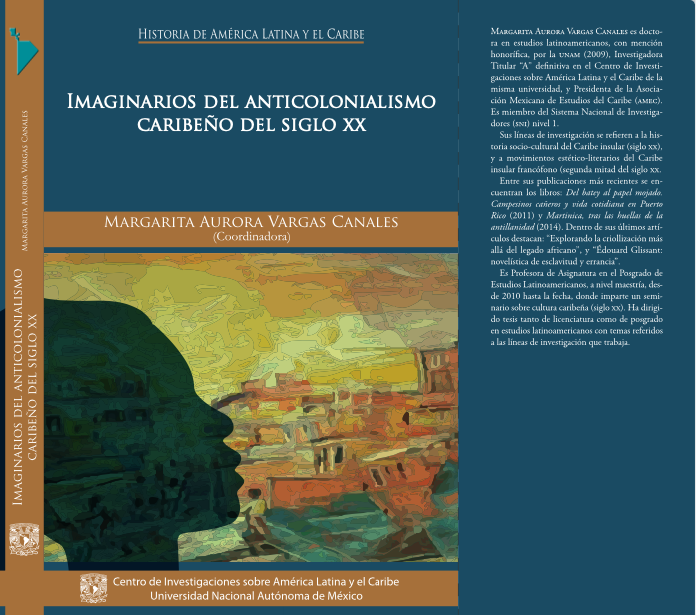 MARGARITA AURORA VARGAS CANALES
IMAGINARIOS DEL ANTICOLONIALISMO
CARIBEÑO DEL SIGLO XX
HISTORIA DE AMÉRICA LATINA Y EL CARIBE
IMAGINARIOS DEL ANTICOLONIALISMO
CARIBEÑO DEL SIGLO XX
MARGARITA AURORA VARGAS CANALES
(Coordinadora)
Centro de Investigaciones sobre América Latina y el Caribe
Universidad Nacional Autónoma de México
MARGARITA AURORA VARGAS CANALES es docto-
ra en estudios latinoamericanos, con mención
honorífica, por la UNAM (2009), Investigadora
Titular “A” definitiva en el Centro de Investi-
gaciones sobre América Latina y el Caribe de la
misma universidad, y Presidenta de la Asocia-
ción Mexicana de Estudios del Caribe (AMEC).
Es miembro del Sistema Nacional de Investiga-
dores (SNI) nivel 1.
Sus líneas de investigación se refieren a la his-
toria socio-cultural del Caribe insular (siglo XX),
y a movimientos estético-literarios del Caribe
insular francófono (segunda mitad del siglo XX.
Entre sus publicaciones más recientes se en-
cuentran los libros: Del batey al papel mojado.
Campesinos cañeros y vida cotidiana en Puerto
Rico (2011) y Martinica, tras las huellas de la
antillanidad (2014). Dentro de sus últimos artí-
culos destacan: “Explorando la criollización más
allá del legado africano”, y “Édouard Glissant:
novelística de esclavitud y errancia”.
Es Profesora de Asignatura en el Posgrado de
Estudios Latinoamericanos, a nivel maestría, des-
de 2010 hasta la fecha, donde imparte un semi-
nario sobre cultura caribeña (siglo XX). Ha dirigi-
do tesis tanto de licenciatura como de posgrado
en estudios latinoamericanos con temas referidos
a las líneas de investigación que trabaja.